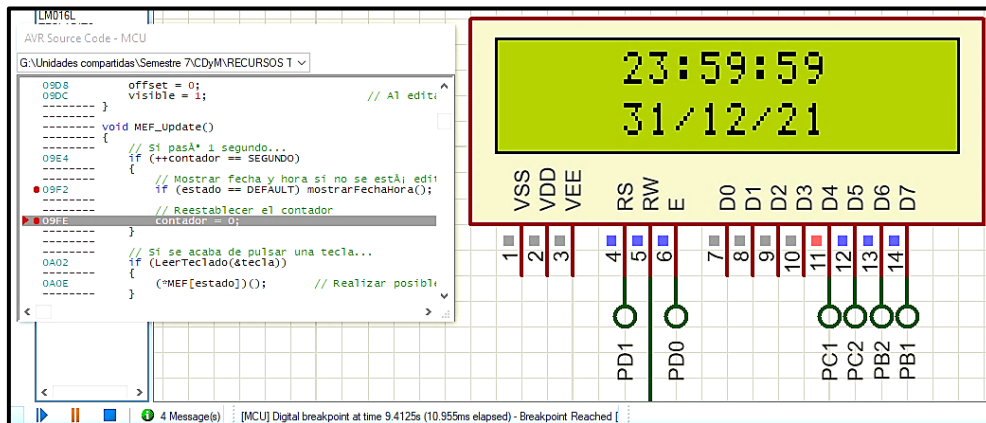 LM016L
AVR Source Code - MCU
G:\Unidades compartidas\Semestre 7\CDyM\RECURSOS T
09D8 offset = 0;
09DC visible = 1; // Al edita
-------- }
--------
-------- void MEF_Update()
-------- {
-------- // Si pasÃ³ 1 segundo...
09E4 if (++contador == SEGUNDO)
-------- {
-------- // Mostrar fecha y hora si no se estÃ¡ edit
09F2 if (estado == DEFAULT) mostrarFechaHora();
--------
-------- // Reestablecer el contador
09FE contador = 0;
-------- }
--------
-------- // Si se acaba de pulsar una tecla...
0A02 if (LeerTeclado(&tecla))
-------- {
0A0E (*MEF[estado])(); // Realizar posible
-------- }
23:59:59
31/12/21
VSS VDD VEE RS RW E D0 D1 D2 D3 D4 D5 D6 D7
1 2 3 4 5 6 7 8 9 10 11 12 13 14
PD1 PD0 PC1 PC2 PB2 PB1
4 Message(s) [MCU] Digital breakpoint at time 9.4125s (10.955ms elapsed) - Breakpoint Reached [